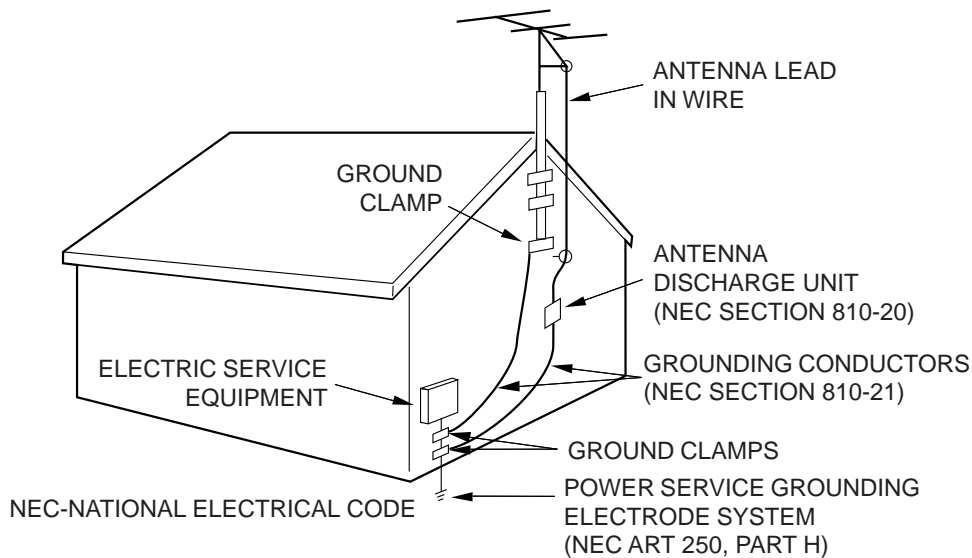 ANTENNA LEAD
IN WIRE
GROUND
CLAMP
ANTENNA
DISCHARGE UNIT
(NEC SECTION 810-20)
ELECTRIC SERVICE
EQUIPMENT
GROUNDING CONDUCTORS
(NEC SECTION 810-21)
GROUND CLAMPS
POWER SERVICE GROUNDING
ELECTRODE SYSTEM
(NEC ART 250, PART H)
NEC-NATIONAL ELECTRICAL CODE